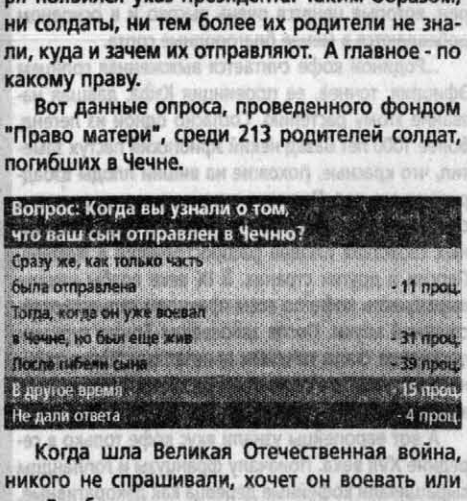 ни солдаты, ни тем более их родители не зна-
ли, куда и зачем их отправляют. А главное - по
какому праву.
Вот данные опроса, проведенного фондом
"Право матери", среди 213 родителей солдат,
погибших в Чечне.
Вопрос: Когда вы узнали о том,
что ваш сын отправлен в Чечню?
Сразу же, как только часть
была отправлена - 11 проц.
Тогда, когда он уже воевал
в Чечне, но был еще жив - 31 проц.
После гибели сына - 39 проц.
В другое время - 15 проц.
Не дали ответа - 4 проц.
Когда шла Великая Отечественная война,
никого не спрашивали, хочет он воевать или